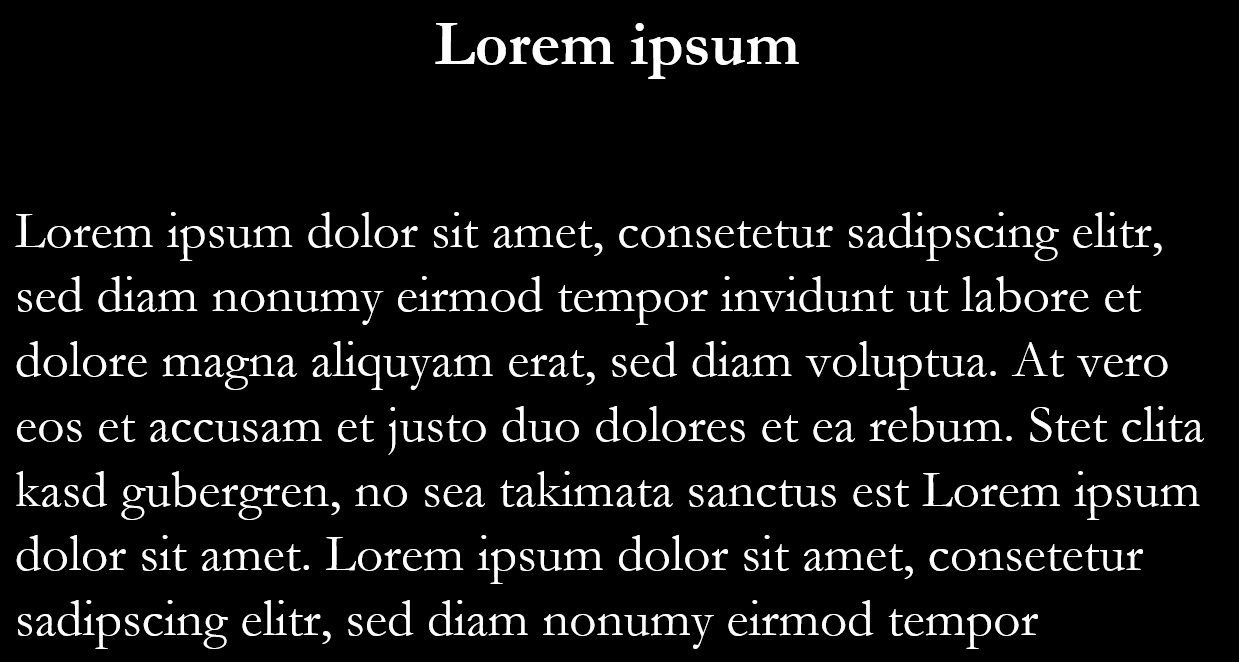 Lorem ipsum
Lorem ipsum dolor sit amet, consetetur sadipscing elitr,
sed diam nonumy eirmod tempor invidunt ut labore et
dolore magna aliquyam erat, sed diam voluptua. At vero
eos et accusam et justo duo dolores et ea rebum. Stet clita
kasd gubergren, no sea takimata sanctus est Lorem ipsum
dolor sit amet. Lorem ipsum dolor sit amet, consetetur
sadipscing elitr, sed diam nonumy eirmod tempor